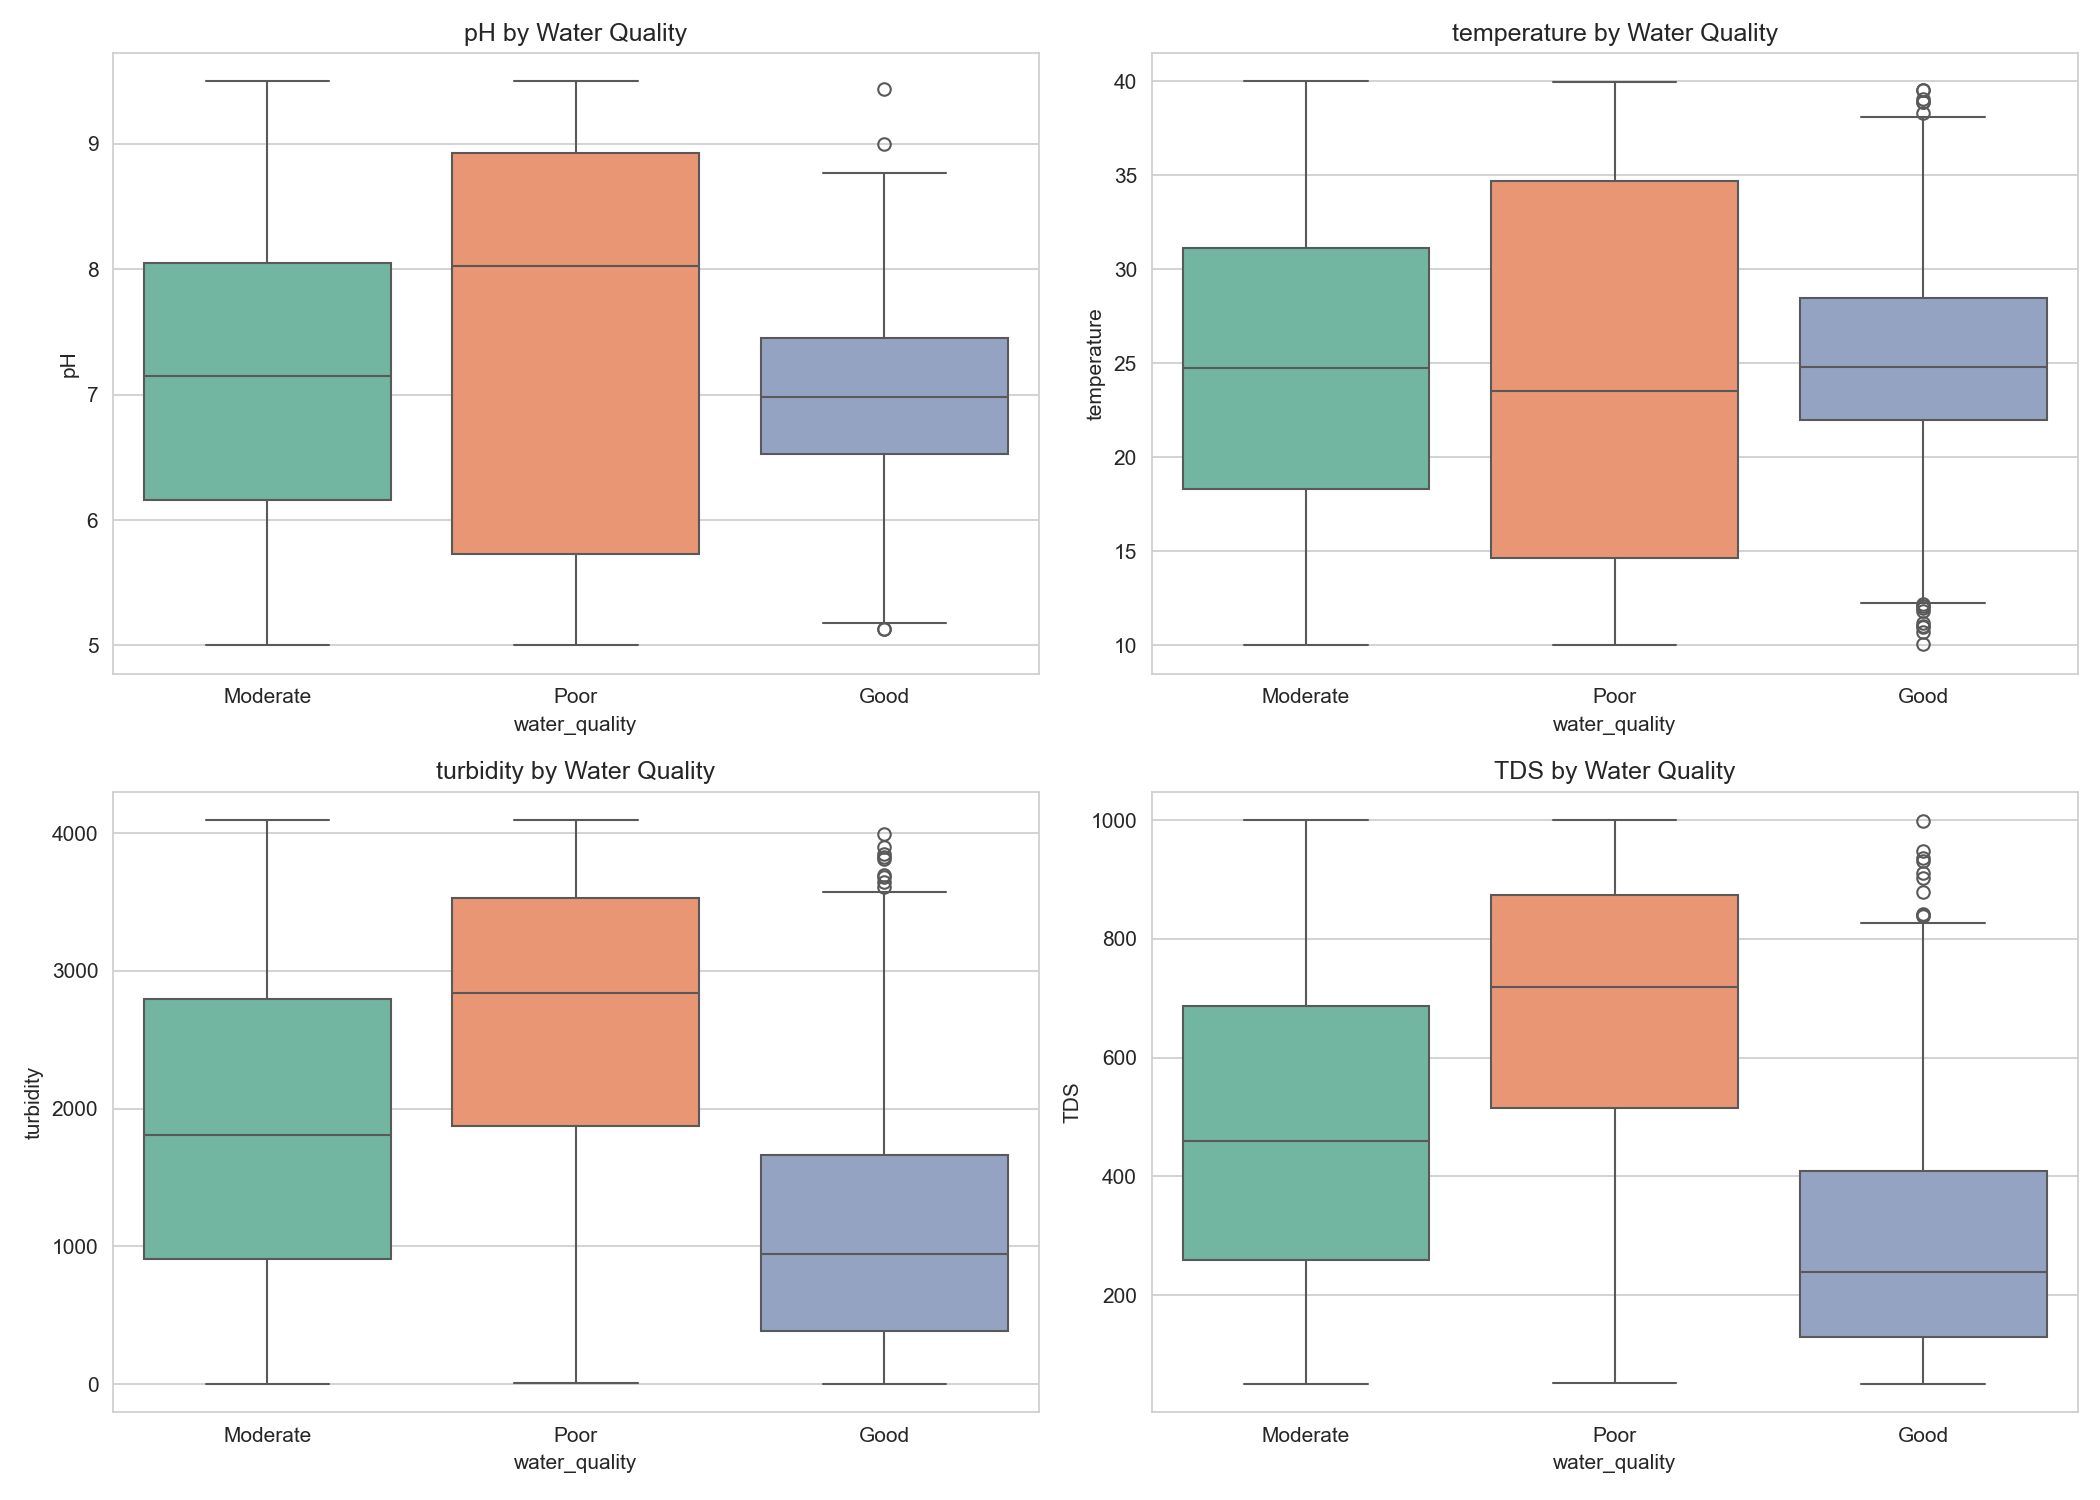 pH by Water Quality
pH
9
8
7
6
5
Moderate Poor Good
water_quality
temperature by Water Quality
temperature
40
35
30
25
20
15
10
Moderate Poor Good
water_quality
turbidity by Water Quality
turbidity
4000
3000
2000
1000
0
Moderate Poor Good
water_quality
TDS by Water Quality
TDS
1000
800
600
400
200
Moderate Poor Good
water_quality